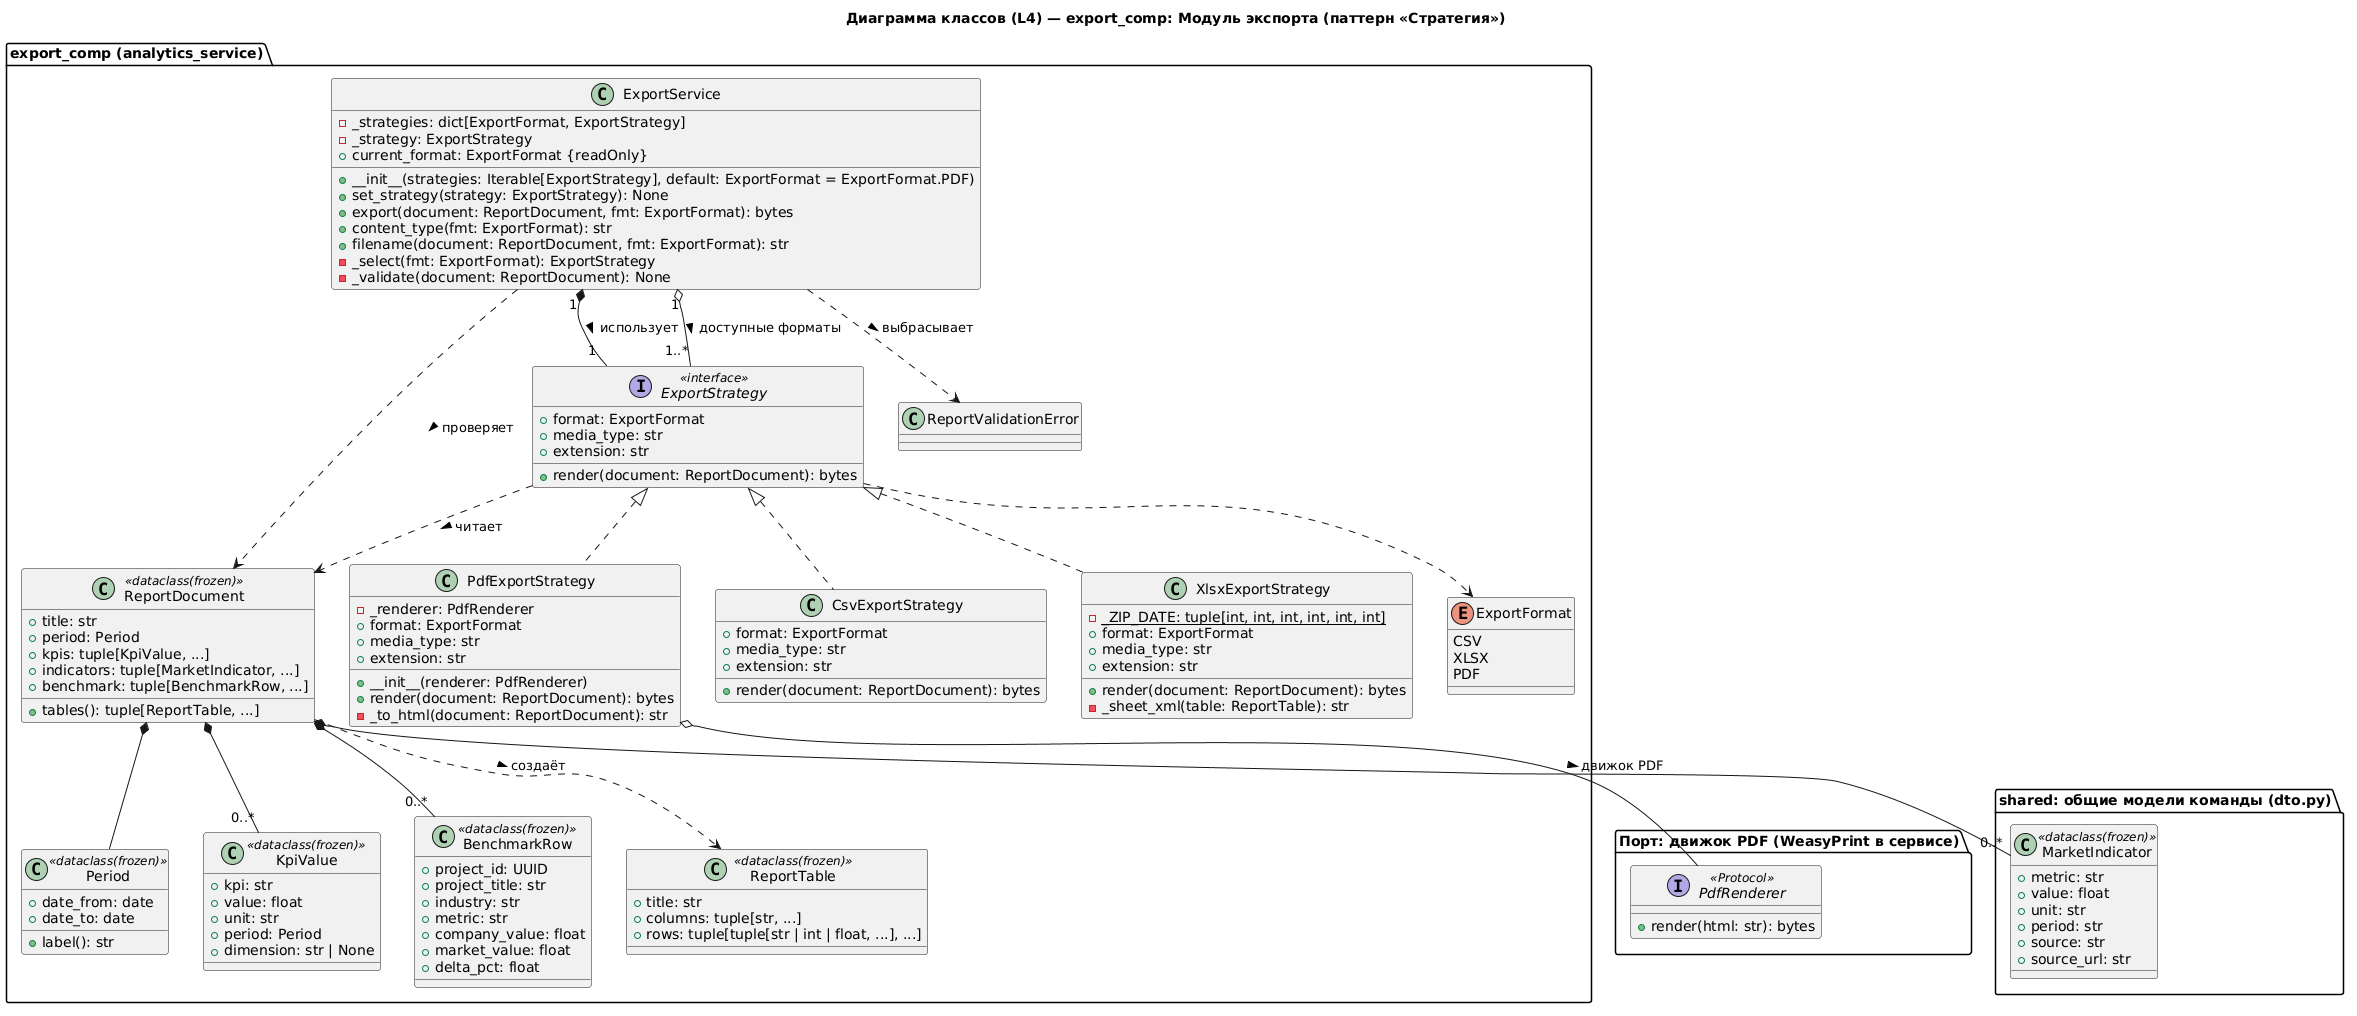 Диаграмма классов (L4) — export_comp: Модуль экспорта (паттерн «Стратегия»)
export_comp (analytics_service)
ExportService
_strategies: dict[ExportFormat, ExportStrategy]
_strategy: ExportStrategy
current_format: ExportFormat {readOnly}
__init__(strategies: Iterable[ExportStrategy], default: ExportFormat = ExportFormat.PDF)
set_strategy(strategy: ExportStrategy): None
export(document: ReportDocument, fmt: ExportFormat): bytes
content_type(fmt: ExportFormat): str
filename(document: ReportDocument, fmt: ExportFormat): str
_select(fmt: ExportFormat): ExportStrategy
_validate(document: ReportDocument): None
1
1
использует
доступные форматы
выбрасывает
1
1..*
«interface»
ExportStrategy
format: ExportFormat
media_type: str
extension: str
render(document: ReportDocument): bytes
ReportValidationError
проверяет
читает
«dataclass(frozen)»
ReportDocument
title: str
period: Period
kpis: tuple[KpiValue, ...]
indicators: tuple[MarketIndicator, ...]
benchmark: tuple[BenchmarkRow, ...]
tables(): tuple[ReportTable, ...]
PdfExportStrategy
_renderer: PdfRenderer
format: ExportFormat
media_type: str
extension: str
__init__(renderer: PdfRenderer)
render(document: ReportDocument): bytes
_to_html(document: ReportDocument): str
CsvExportStrategy
format: ExportFormat
media_type: str
extension: str
render(document: ReportDocument): bytes
XlsxExportStrategy
_ZIP_DATE: tuple[int, int, int, int, int, int]
format: ExportFormat
media_type: str
extension: str
render(document: ReportDocument): bytes
_sheet_xml(table: ReportTable): str
ExportFormat
CSV
XLSX
PDF
создаёт
движок PDF
0..*
0..*
0..*
«dataclass(frozen)»
Period
date_from: date
date_to: date
label(): str
«dataclass(frozen)»
KpiValue
kpi: str
value: float
unit: str
period: Period
dimension: str | None
«dataclass(frozen)»
BenchmarkRow
project_id: UUID
project_title: str
industry: str
metric: str
company_value: float
market_value: float
delta_pct: float
«dataclass(frozen)»
ReportTable
title: str
columns: tuple[str, ...]
rows: tuple[tuple[str | int | float, ...], ...]
Порт: движок PDF (WeasyPrint в сервисе)
«Protocol»
PdfRenderer
render(html: str): bytes
shared: общие модели команды (dto.py)
«dataclass(frozen)»
MarketIndicator
metric: str
value: float
unit: str
period: str
source: str
source_url: str